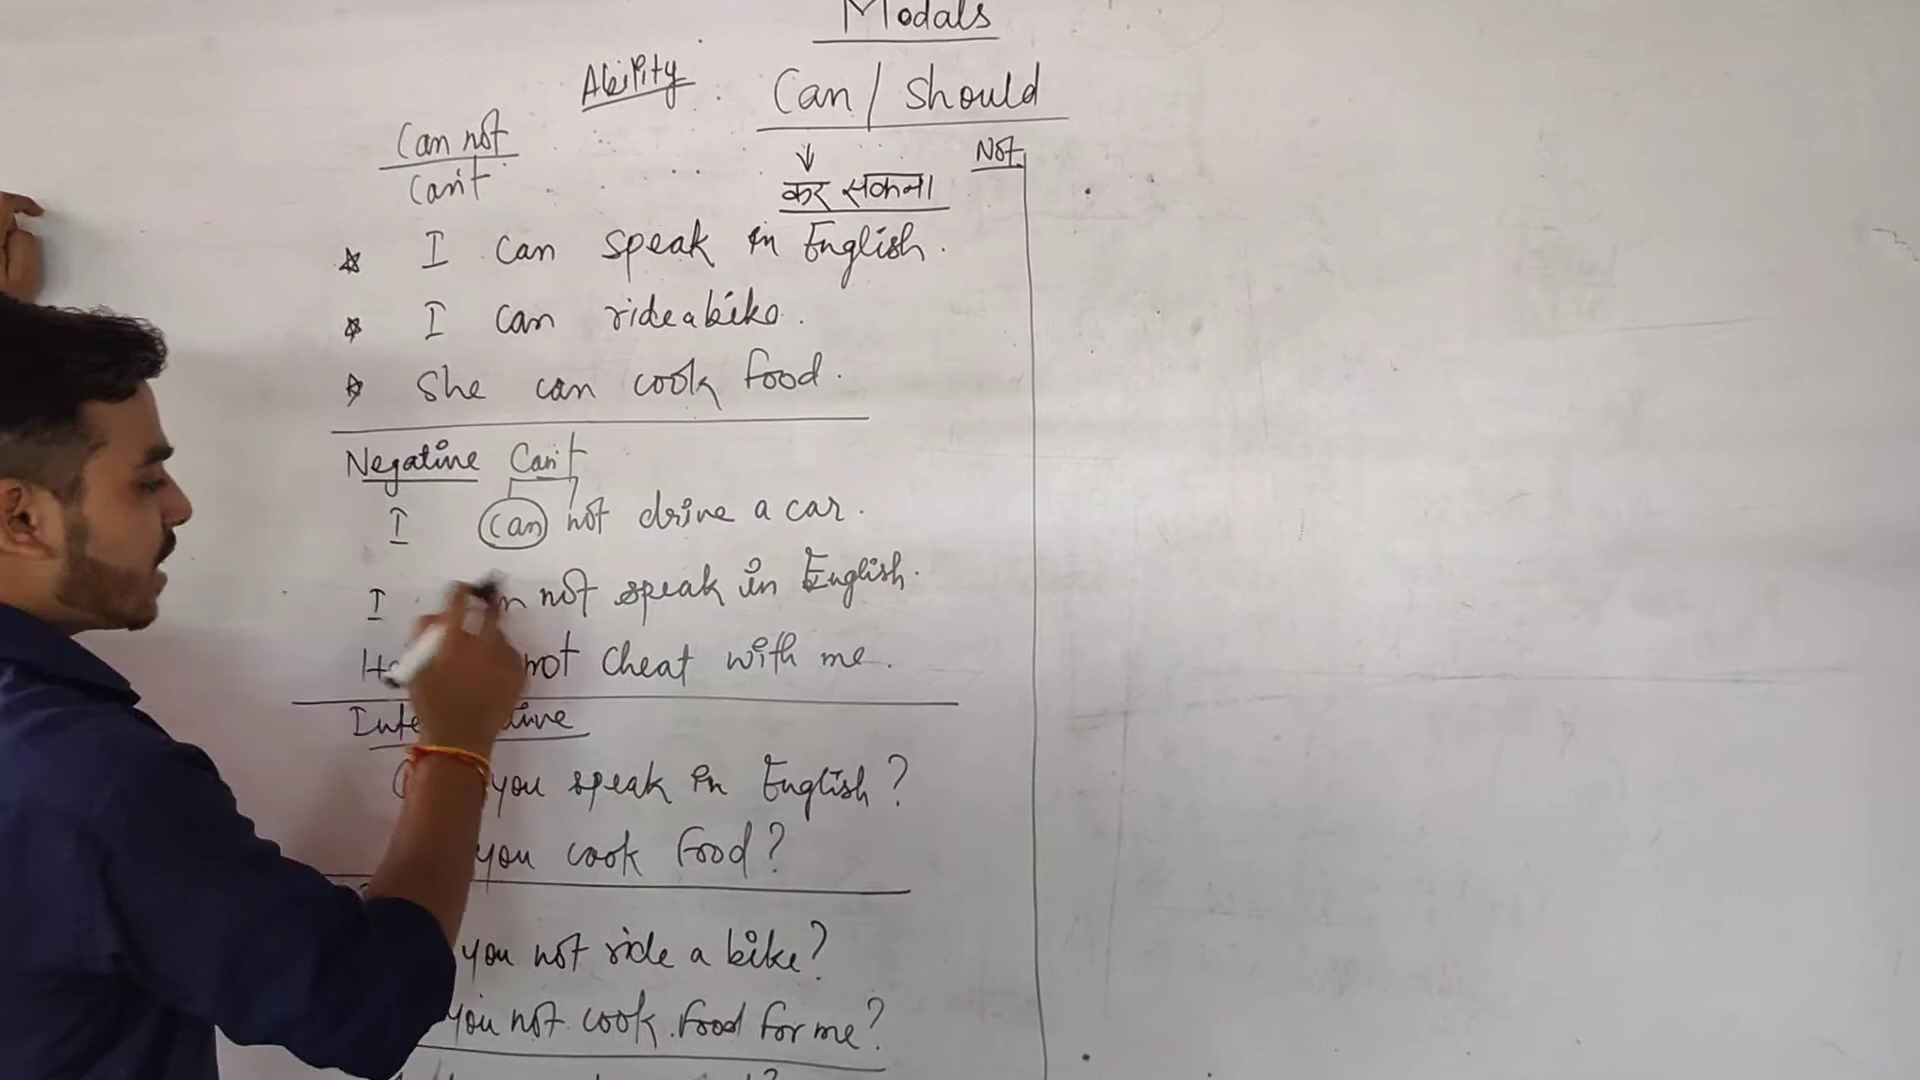 Modals
Ability
Can / Should
Can not
Can't
Not
कर सकना
I can speak in English.
I can ride a bike.
She can cook food.
Negative Can't
I can not drive a car.
I not speak in English.
not cheat with me.
you speak in English?
you cook food?
you not ride a bike?
you not cook food for me?